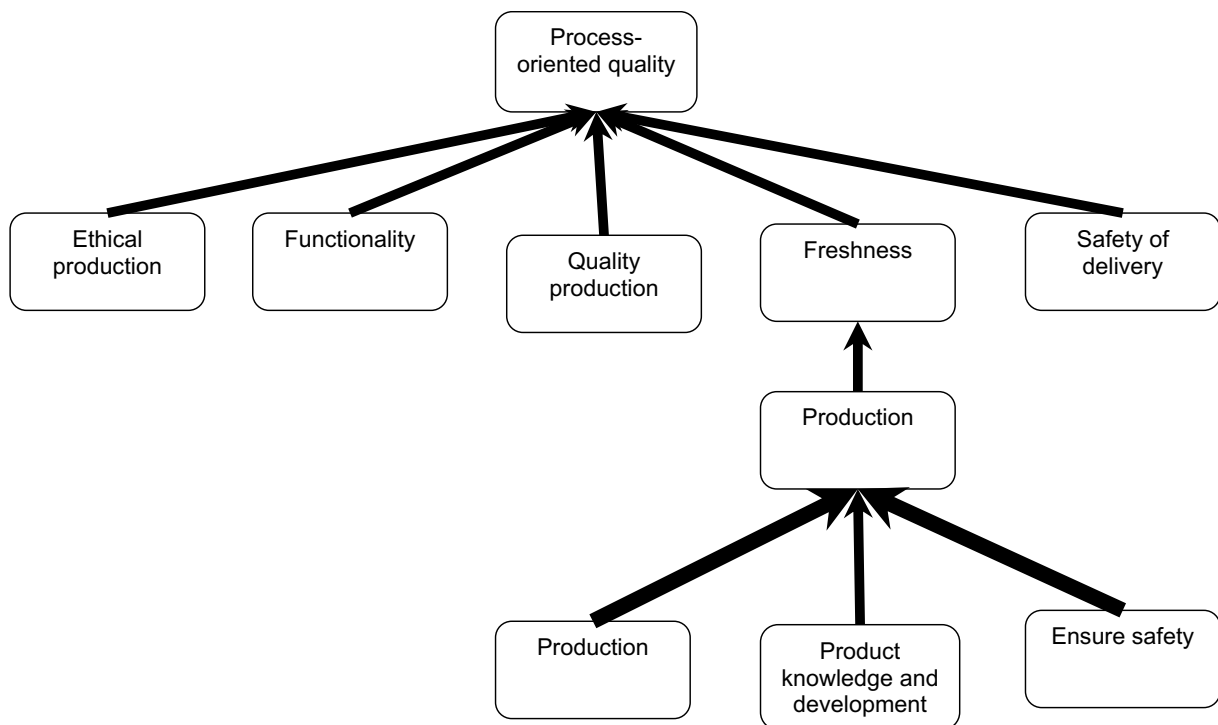 Process-
oriented quality
Ethical
production
Functionality
Quality
production
Freshness
Safety of
delivery
Production
Production
Product
knowledge and
development
Ensure safety